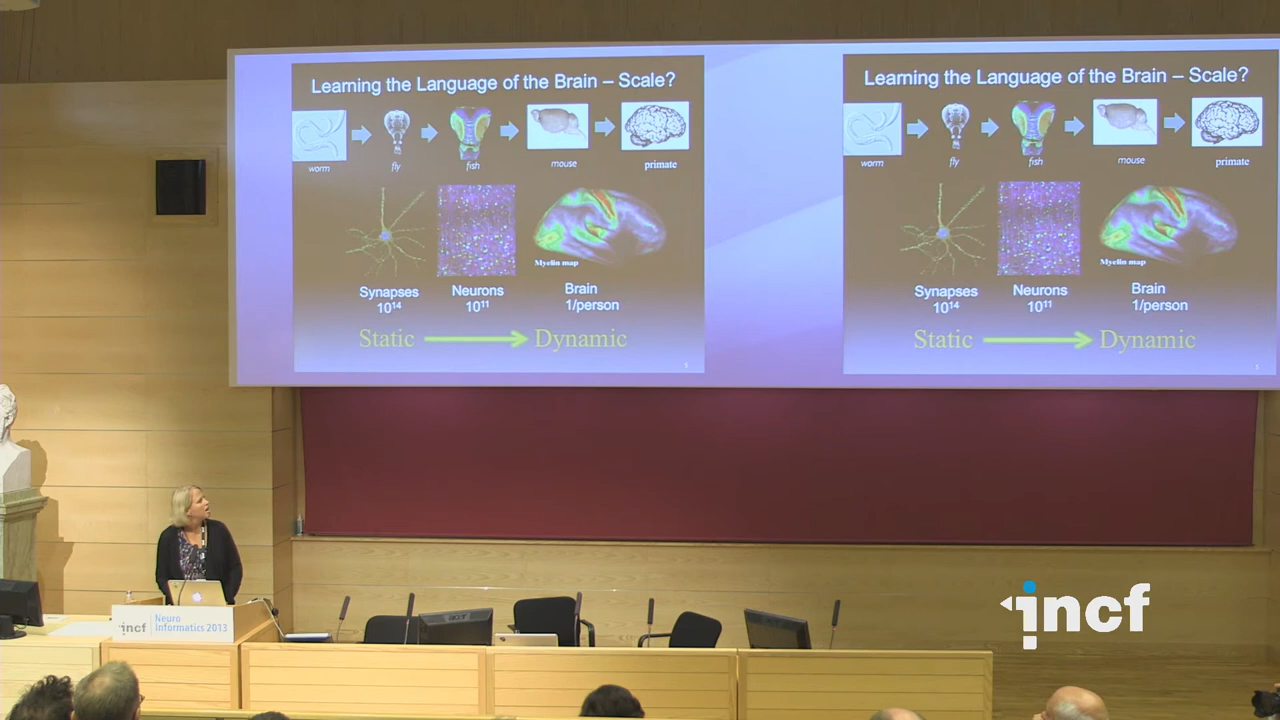 Learning the Language of the Brain – Scale?
worm
fly
fish
mouse
primate
Myelin map
Synapses
10¹⁴
Neurons
10¹¹
Brain
1/person
Static
Dynamic
Learning the Language of the Brain – Scale?
worm
fly
fish
mouse
primate
Myelin map
Synapses
10¹⁴
Neurons
10¹¹
Brain
1/person
Static
Dynamic
incf
Neuro
Informatics 2013
acer
incf